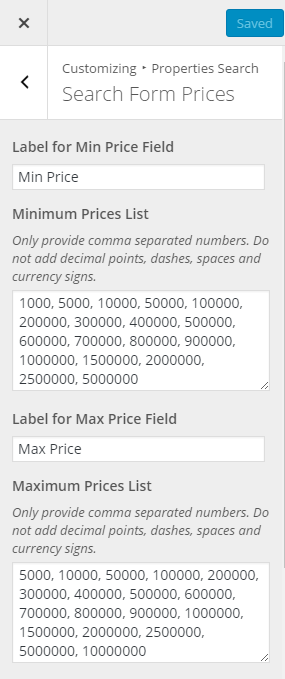 Saved
Customizing ‣ Properties Search
Search Form Prices
Label for Min Price Field
Min Price
Minimum Prices List
Only provide comma separated numbers. Do
not add decimal points, dashes, spaces and
currency signs.
1000, 5000, 10000, 50000, 100000,
200000, 300000, 400000, 500000,
600000, 700000, 800000, 900000,
1000000, 1500000, 2000000,
2500000, 5000000
Label for Max Price Field
Max Price
Maximum Prices List
Only provide comma separated numbers. Do
not add decimal points, dashes, spaces and
currency signs.
5000, 10000, 50000, 100000, 200000,
300000, 400000, 500000, 600000,
700000, 800000, 900000, 1000000,
1500000, 2000000, 2500000,
5000000, 10000000